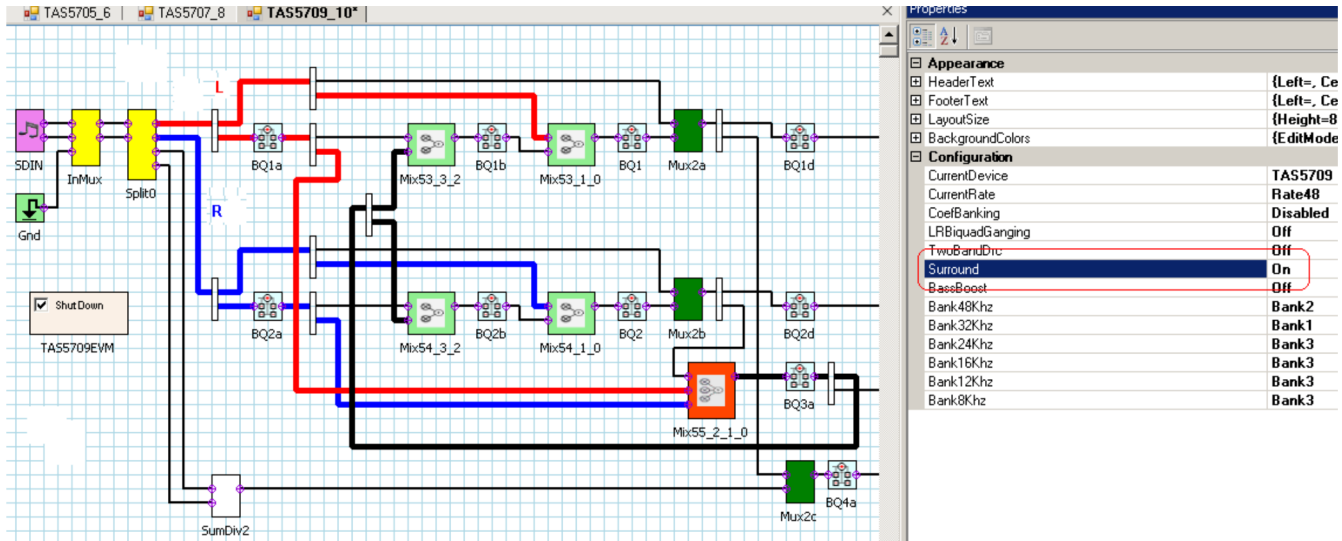 TAS5705_6 TAS5707_8 TAS5709_10*
L
SDIN InMux Split0 BQ1a Mix53_3_2 BQ1b Mix53_1_0 BQ1 Mux2a BQ1d
Gnd
R
ShutDown
TAS5709EVM
BQ2a Mix54_3_2 BQ2b Mix54_1_0 BQ2 Mux2b BQ2d
Mix55_2_1_0 BQ3a
SumDiv2 Mux2c BQ4a
Properties
Appearance
HeaderText {Left=, Ce
FooterText {Left=, Ce
LayoutSize {Height=8
BackgroundColors {EditMode
Configuration
CurrentDevice TAS5709
CurrentRate Rate48
CoefBanking Disabled
LRBiquadGanging Off
TwoBandDrc Off
Surround On
BassBoost Off
Bank48Khz Bank2
Bank32Khz Bank1
Bank24Khz Bank3
Bank16Khz Bank3
Bank12Khz Bank3
Bank8Khz Bank3